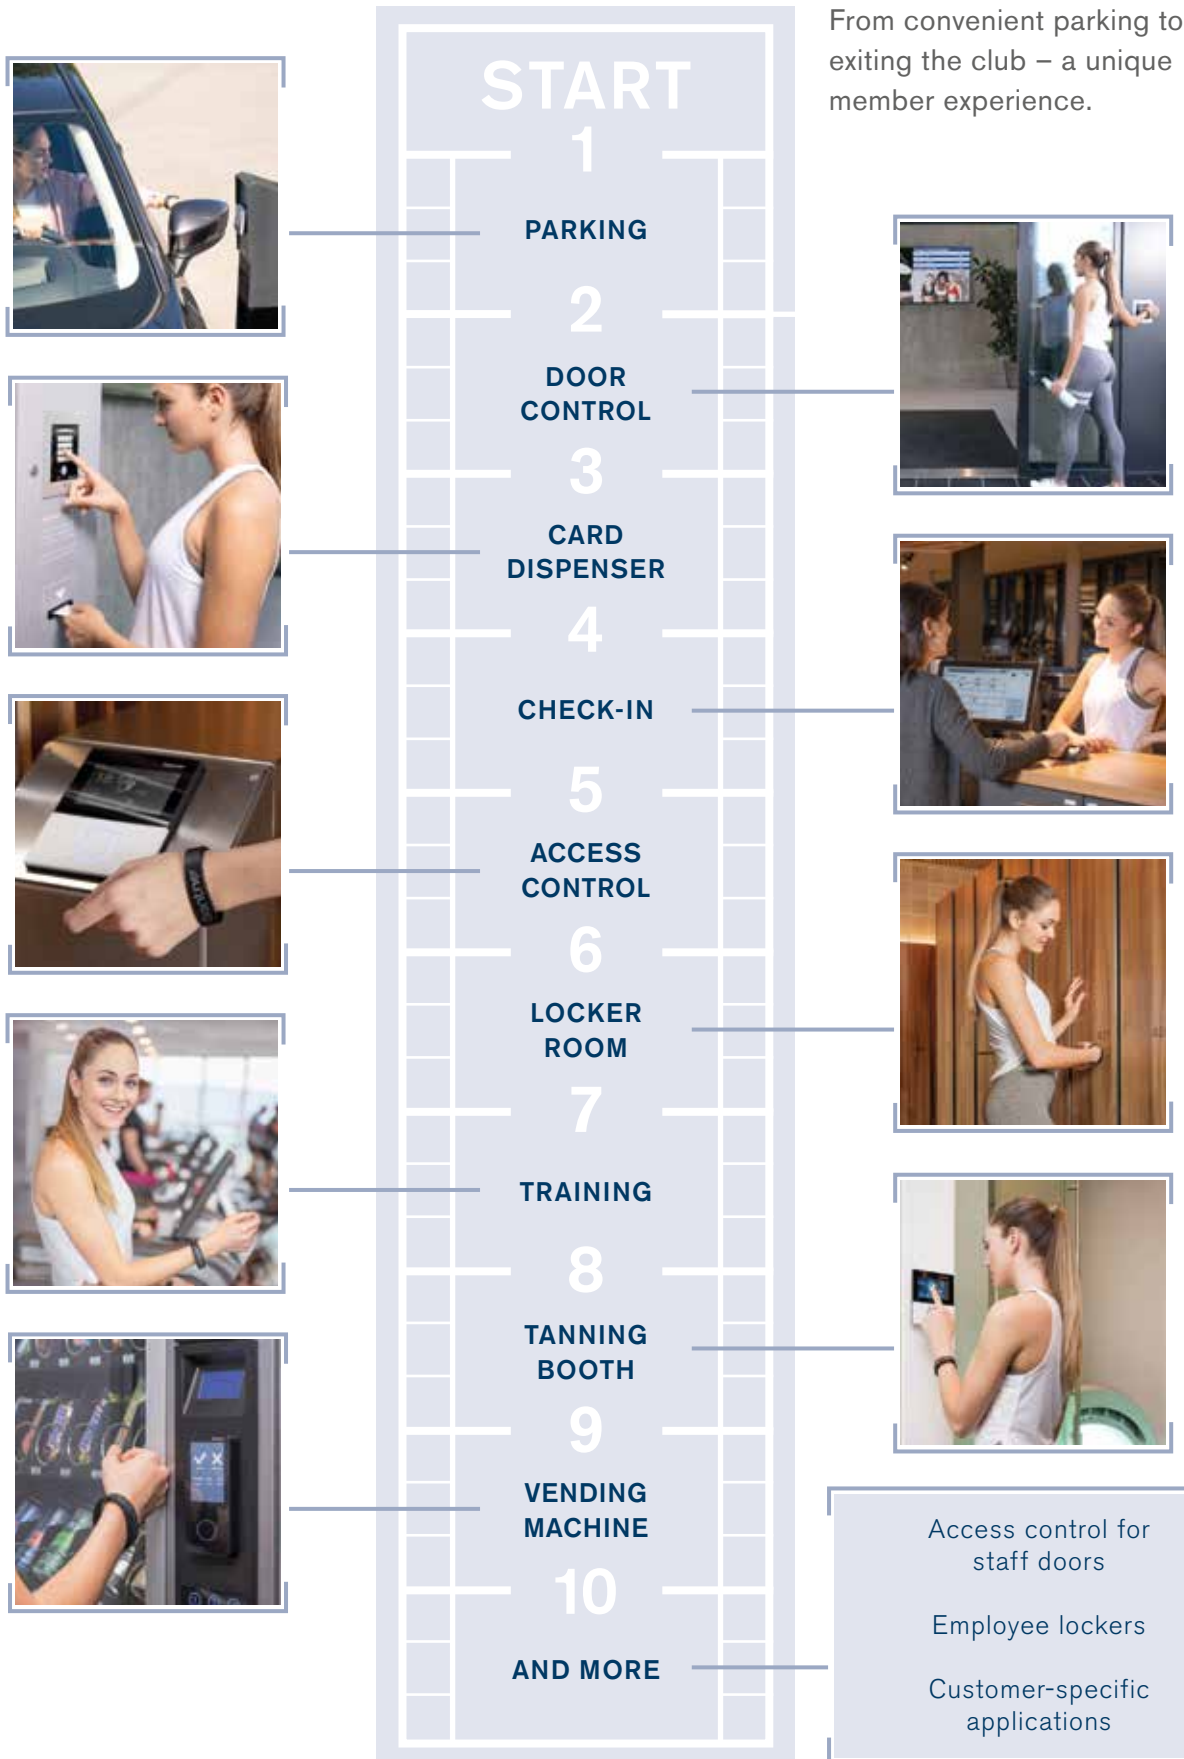 From convenient parking to
exiting the club – a unique
member experience.
START
1
PARKING
2
DOOR
CONTROL
3
CARD
DISPENSER
4
CHECK-IN
5
ACCESS
CONTROL
6
LOCKER
ROOM
7
TRAINING
8
TANNING
BOOTH
9
VENDING
MACHINE
10
AND MORE
Access control for
staff doors
Employee lockers
Customer-specific
applications